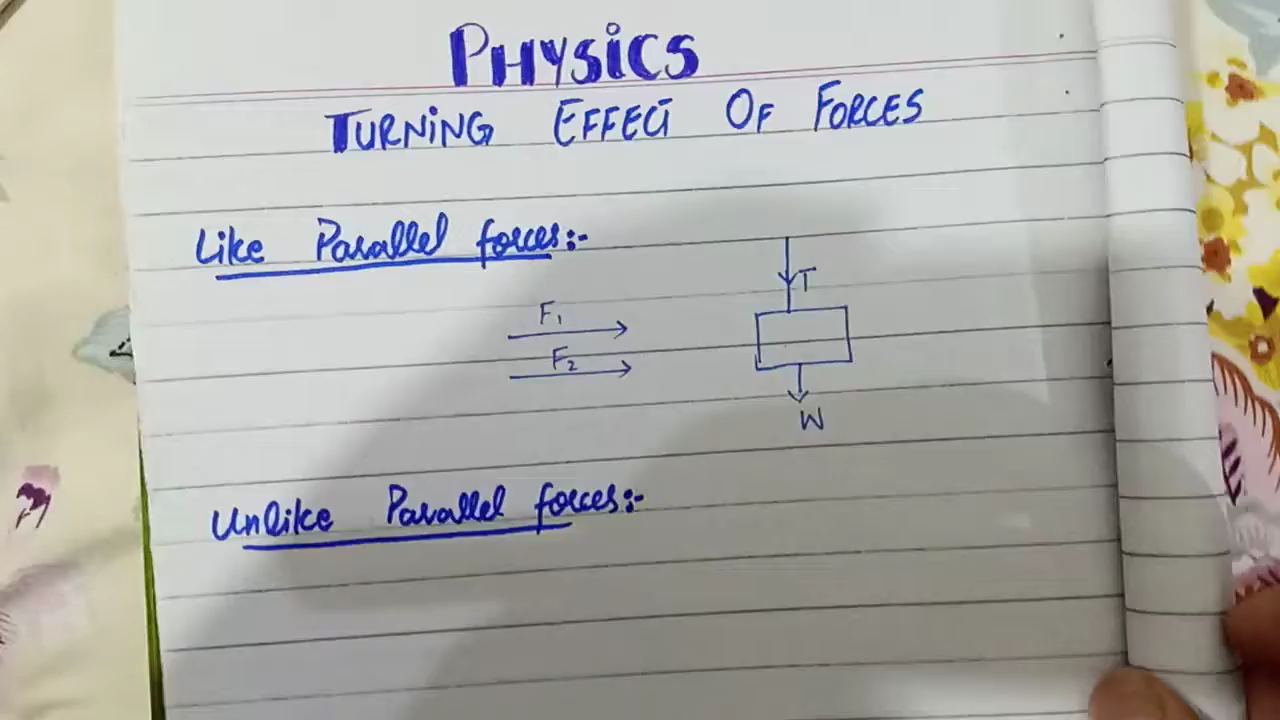 PHYSICS
TURNING EFFECT OF FORCES
Like Parallel forces:-
F1
T
F2
W
Unlike Parallel forces:-